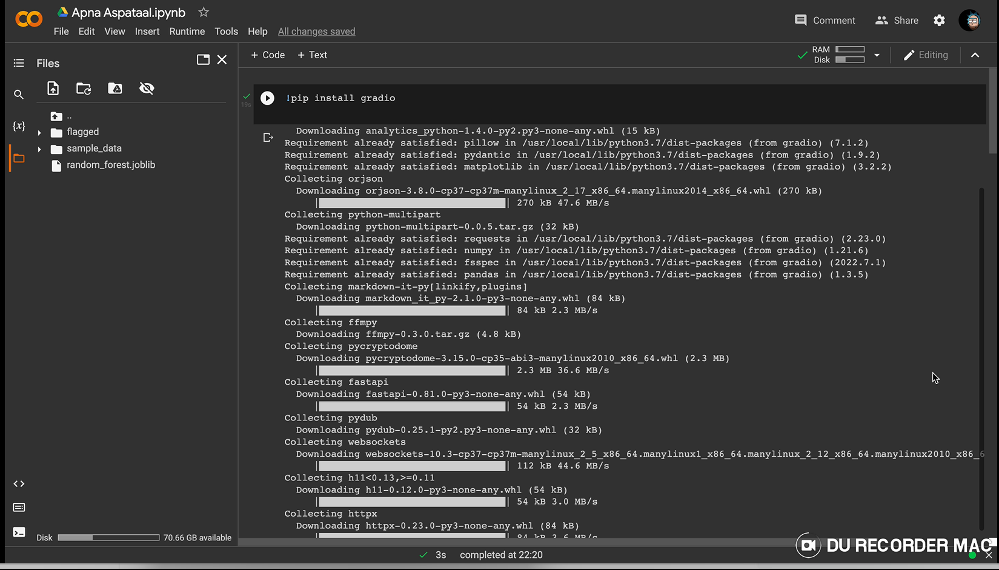 Apna Aspataal.ipynb
File Edit View Insert Runtime Tools Help All changes saved
Comment Share
Files
+ Code + Text
RAM
Disk
Editing
..
flagged
sample_data
random_forest.joblib
{x}
19s
!pip install gradio
Downloading analytics_python-1.4.0-py2.py3-none-any.whl (15 kB)
Requirement already satisfied: pillow in /usr/local/lib/python3.7/dist-packages (from gradio) (7.1.2)
Requirement already satisfied: pydantic in /usr/local/lib/python3.7/dist-packages (from gradio) (1.9.2)
Requirement already satisfied: matplotlib in /usr/local/lib/python3.7/dist-packages (from gradio) (3.2.2)
Collecting orjson
Downloading orjson-3.8.0-cp37-cp37m-manylinux_2_17_x86_64.manylinux2014_x86_64.whl (270 kB)
270 kB 47.6 MB/s
Collecting python-multipart
Downloading python-multipart-0.0.5.tar.gz (32 kB)
Requirement already satisfied: requests in /usr/local/lib/python3.7/dist-packages (from gradio) (2.23.0)
Requirement already satisfied: numpy in /usr/local/lib/python3.7/dist-packages (from gradio) (1.21.6)
Requirement already satisfied: fsspec in /usr/local/lib/python3.7/dist-packages (from gradio) (2022.7.1)
Requirement already satisfied: pandas in /usr/local/lib/python3.7/dist-packages (from gradio) (1.3.5)
Collecting markdown-it-py[linkify,plugins]
Downloading markdown_it_py-2.1.0-py3-none-any.whl (84 kB)
84 kB 2.3 MB/s
Collecting ffmpy
Downloading ffmpy-0.3.0.tar.gz (4.8 kB)
Collecting pycryptodome
Downloading pycryptodome-3.15.0-cp35-abi3-manylinux2010_x86_64.whl (2.3 MB)
2.3 MB 36.6 MB/s
Collecting fastapi
Downloading fastapi-0.81.0-py3-none-any.whl (54 kB)
54 kB 2.3 MB/s
Collecting pydub
Downloading pydub-0.25.1-py2.py3-none-any.whl (32 kB)
Collecting websockets
Downloading websockets-10.3-cp37-cp37m-manylinux_2_5_x86_64.manylinux1_x86_64.manylinux_2_12_x86_64.manylinux2010_x86_6
112 kB 44.6 MB/s
Collecting h11<0.13,>=0.11
Downloading h11-0.12.0-py3-none-any.whl (54 kB)
54 kB 3.0 MB/s
Collecting httpx
Downloading httpx-0.23.0-py3-none-any.whl (84 kB)
84 kB 3.6 MB/s
Disk 70.66 GB available
3s completed at 22:20
DU RECORDER MAC